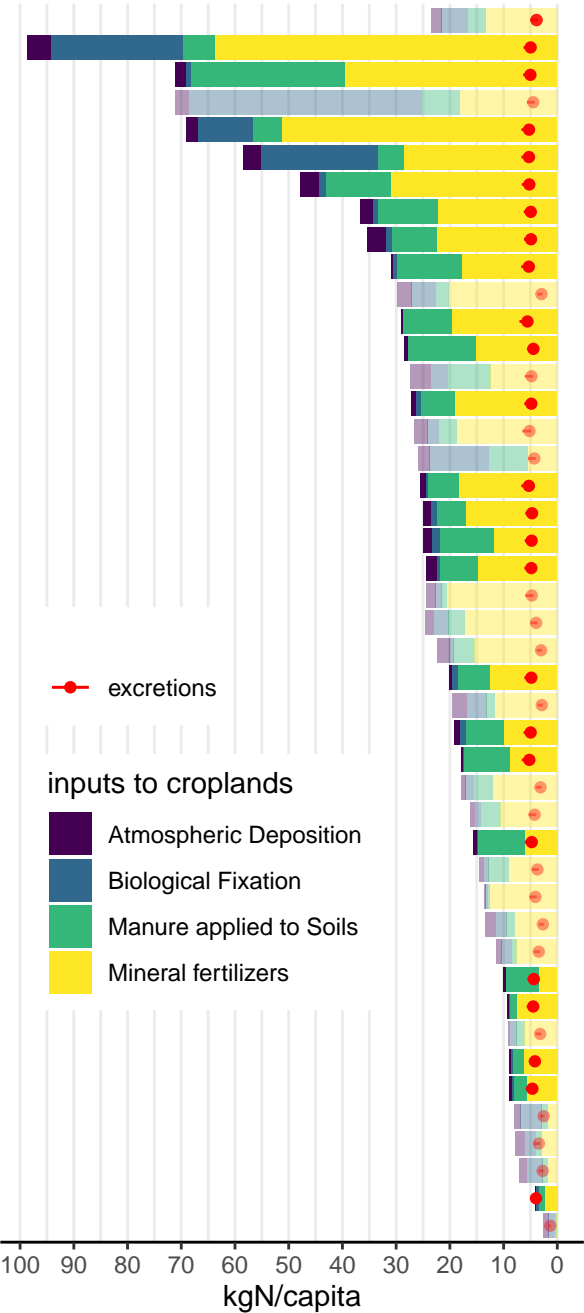 excretions
inputs to croplands
Atmospheric Deposition
Biological Fixation
Manure applied to Soils
Mineral fertilizers
100 90 80 70 60 50 40 30 20 10 0
kgN/capita